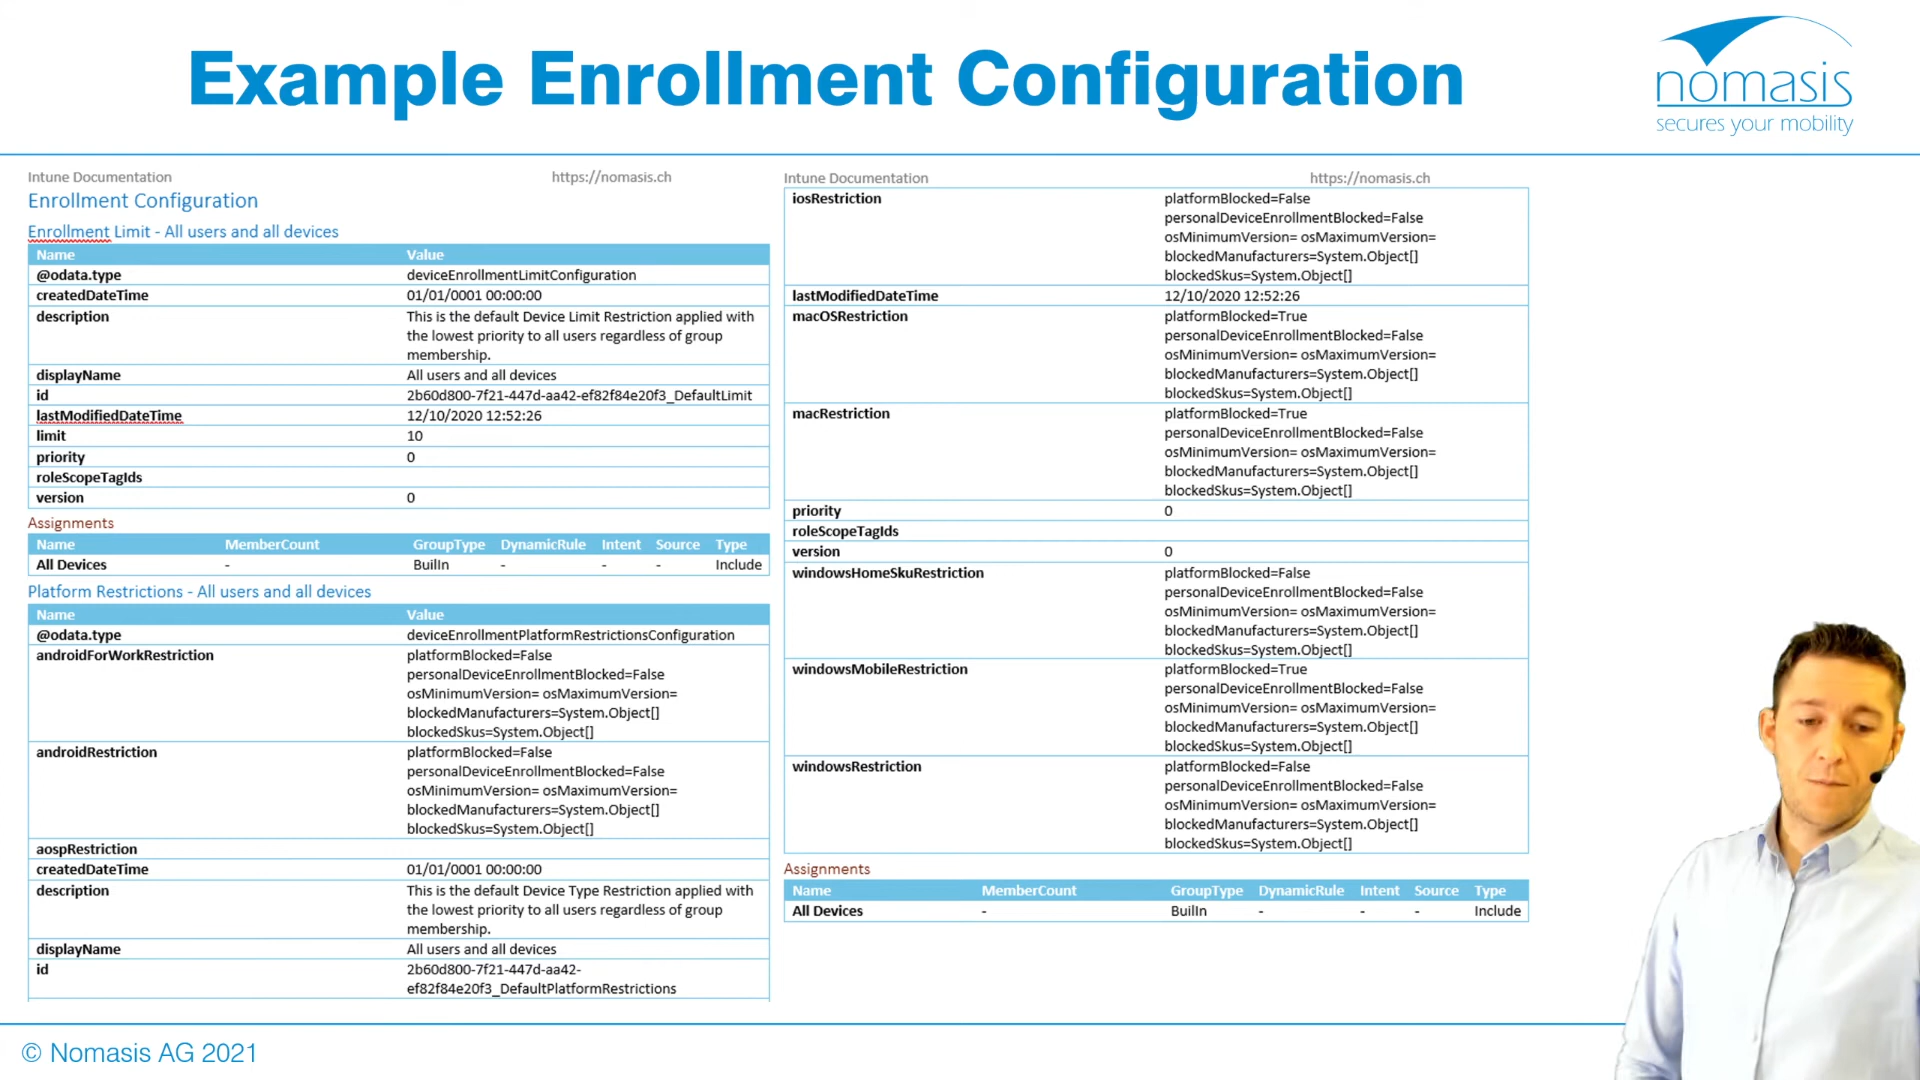 Example Enrollment Configuration
nomasis
secures your mobility
Intune Documentation https://nomasis.ch
Enrollment Configuration
Enrollment Limit - All users and all devices
Name Value
@odata.type deviceEnrollmentLimitConfiguration
createdDateTime 01/01/0001 00:00:00
description This is the default Device Limit Restriction applied with
the lowest priority to all users regardless of group
membership.
displayName All users and all devices
id 2b60d800-7f21-447d-aa42-ef82f84e20f3_DefaultLimit
lastModifiedDateTime 12/10/2020 12:52:26
limit 10
priority 0
roleScopeTagIds
version 0
Assignments
Name MemberCount GroupType DynamicRule Intent Source Type
All Devices - BuilIn - - - Include
Platform Restrictions - All users and all devices
Name Value
@odata.type deviceEnrollmentPlatformRestrictionsConfiguration
androidForWorkRestriction platformBlocked=False
personalDeviceEnrollmentBlocked=False
osMinimumVersion= osMaximumVersion=
blockedManufacturers=System.Object[]
blockedSkus=System.Object[]
androidRestriction platformBlocked=False
personalDeviceEnrollmentBlocked=False
osMinimumVersion= osMaximumVersion=
blockedManufacturers=System.Object[]
blockedSkus=System.Object[]
aospRestriction
createdDateTime 01/01/0001 00:00:00
description This is the default Device Type Restriction applied with
the lowest priority to all users regardless of group
membership.
displayName All users and all devices
id 2b60d800-7f21-447d-aa42-
ef82f84e20f3_DefaultPlatformRestrictions
Intune Documentation https://nomasis.ch
iosRestriction platformBlocked=False
personalDeviceEnrollmentBlocked=False
osMinimumVersion= osMaximumVersion=
blockedManufacturers=System.Object[]
blockedSkus=System.Object[]
lastModifiedDateTime 12/10/2020 12:52:26
macOSRestriction platformBlocked=True
personalDeviceEnrollmentBlocked=False
osMinimumVersion= osMaximumVersion=
blockedManufacturers=System.Object[]
blockedSkus=System.Object[]
macRestriction platformBlocked=True
personalDeviceEnrollmentBlocked=False
osMinimumVersion= osMaximumVersion=
blockedManufacturers=System.Object[]
blockedSkus=System.Object[]
priority 0
roleScopeTagIds
version 0
windowsHomeSkuRestriction platformBlocked=False
personalDeviceEnrollmentBlocked=False
osMinimumVersion= osMaximumVersion=
blockedManufacturers=System.Object[]
blockedSkus=System.Object[]
windowsMobileRestriction platformBlocked=True
personalDeviceEnrollmentBlocked=False
osMinimumVersion= osMaximumVersion=
blockedManufacturers=System.Object[]
blockedSkus=System.Object[]
windowsRestriction platformBlocked=False
personalDeviceEnrollmentBlocked=False
osMinimumVersion= osMaximumVersion=
blockedManufacturers=System.Object[]
blockedSkus=System.Object[]
Assignments
Name MemberCount GroupType DynamicRule Intent Source Type
All Devices - BuilIn - - - Include
© Nomasis AG 2021